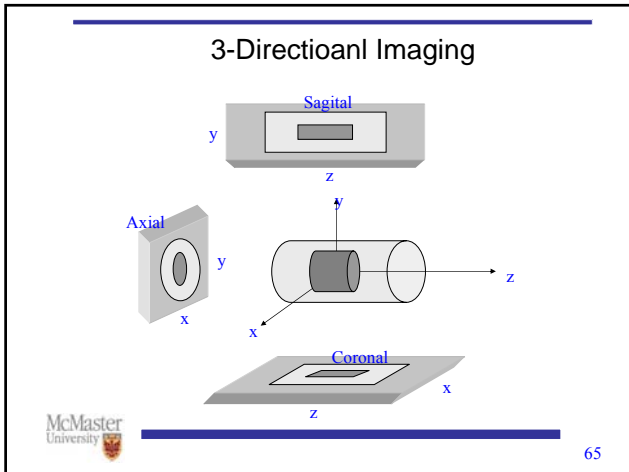 3-Directioanl Imaging
Sagital
y
z
y
Axial
y
x
z
x
Coronal
x
z
McMaster
University
65